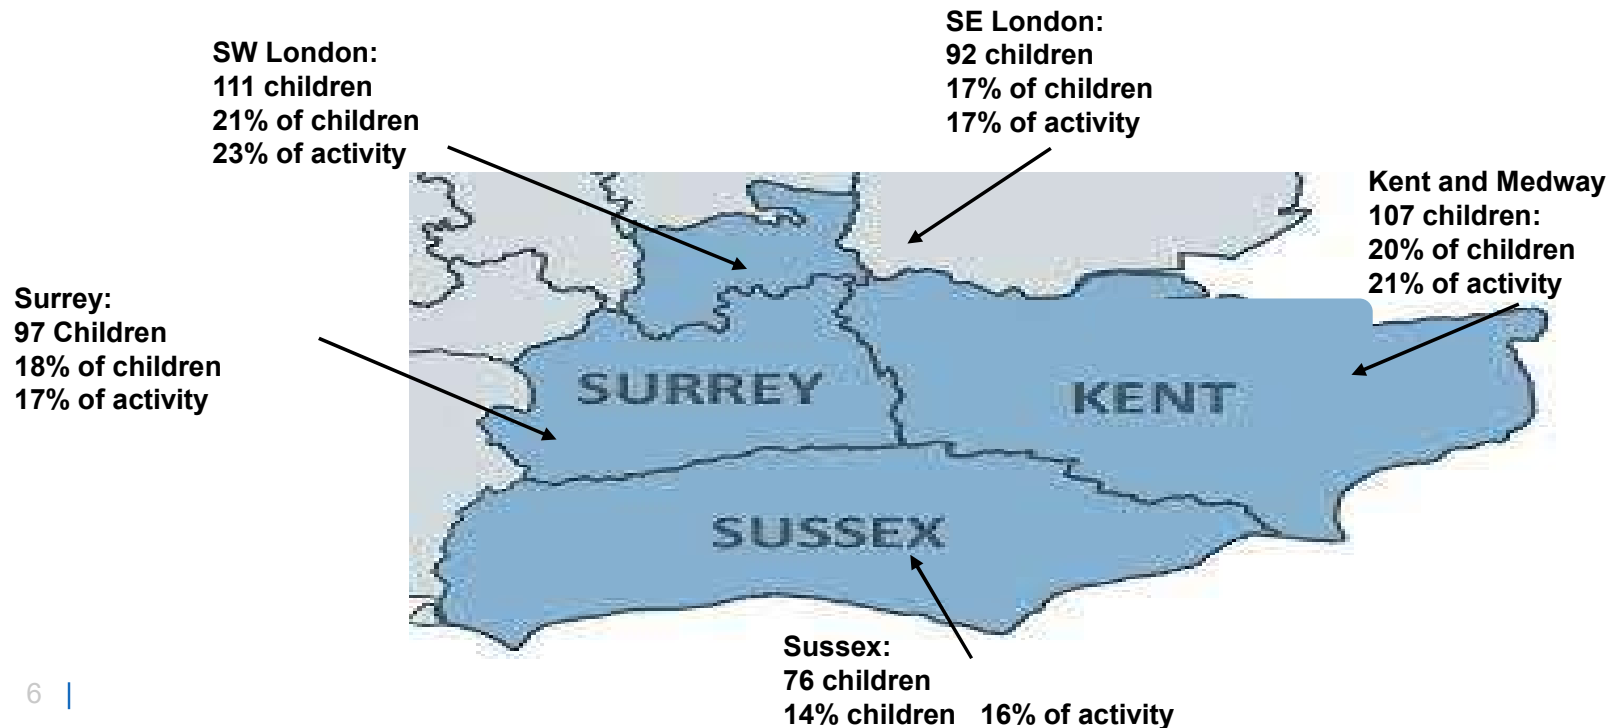 SE London:
92 children
17% of children
17% of activity
SW London:
111 children
21% of children
23% of activity
Kent and Medway
107 children:
20% of children
21% of activity
Surrey:
97 Children
18% of children
17% of activity
SURREY
KENT
SUSSEX
Sussex:
76 children
14% children 16% of activity
6 |